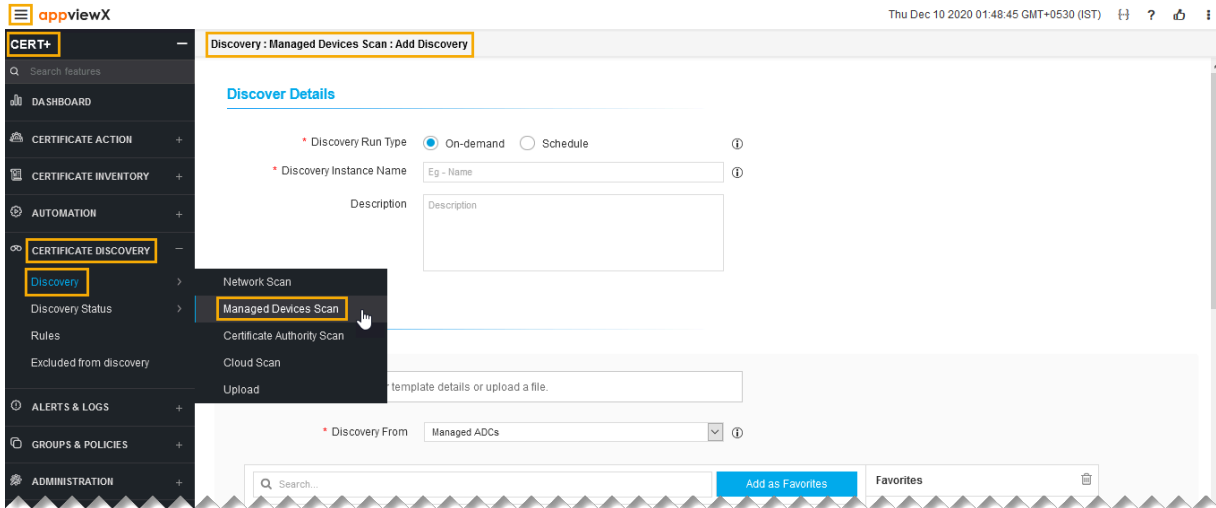 appviewX
Thu Dec 10 2020 01:48:45 GMT+0530 (IST)
?
CERT+
Discovery : Managed Devices Scan : Add Discovery
Search features
DASHBOARD
CERTIFICATE ACTION +
CERTIFICATE INVENTORY +
AUTOMATION +
CERTIFICATE DISCOVERY
Discovery
Discovery Status
Rules
Excluded from discovery
ALERTS & LOGS +
GROUPS & POLICIES +
ADMINISTRATION +
Network Scan
Managed Devices Scan
Certificate Authority Scan
Cloud Scan
Upload
Discover Details
* Discovery Run Type On-demand Schedule
* Discovery Instance Name Eg - Name
Description Description
template details or upload a file.
* Discovery From Managed ADCs
Search... Add as Favorites Favorites